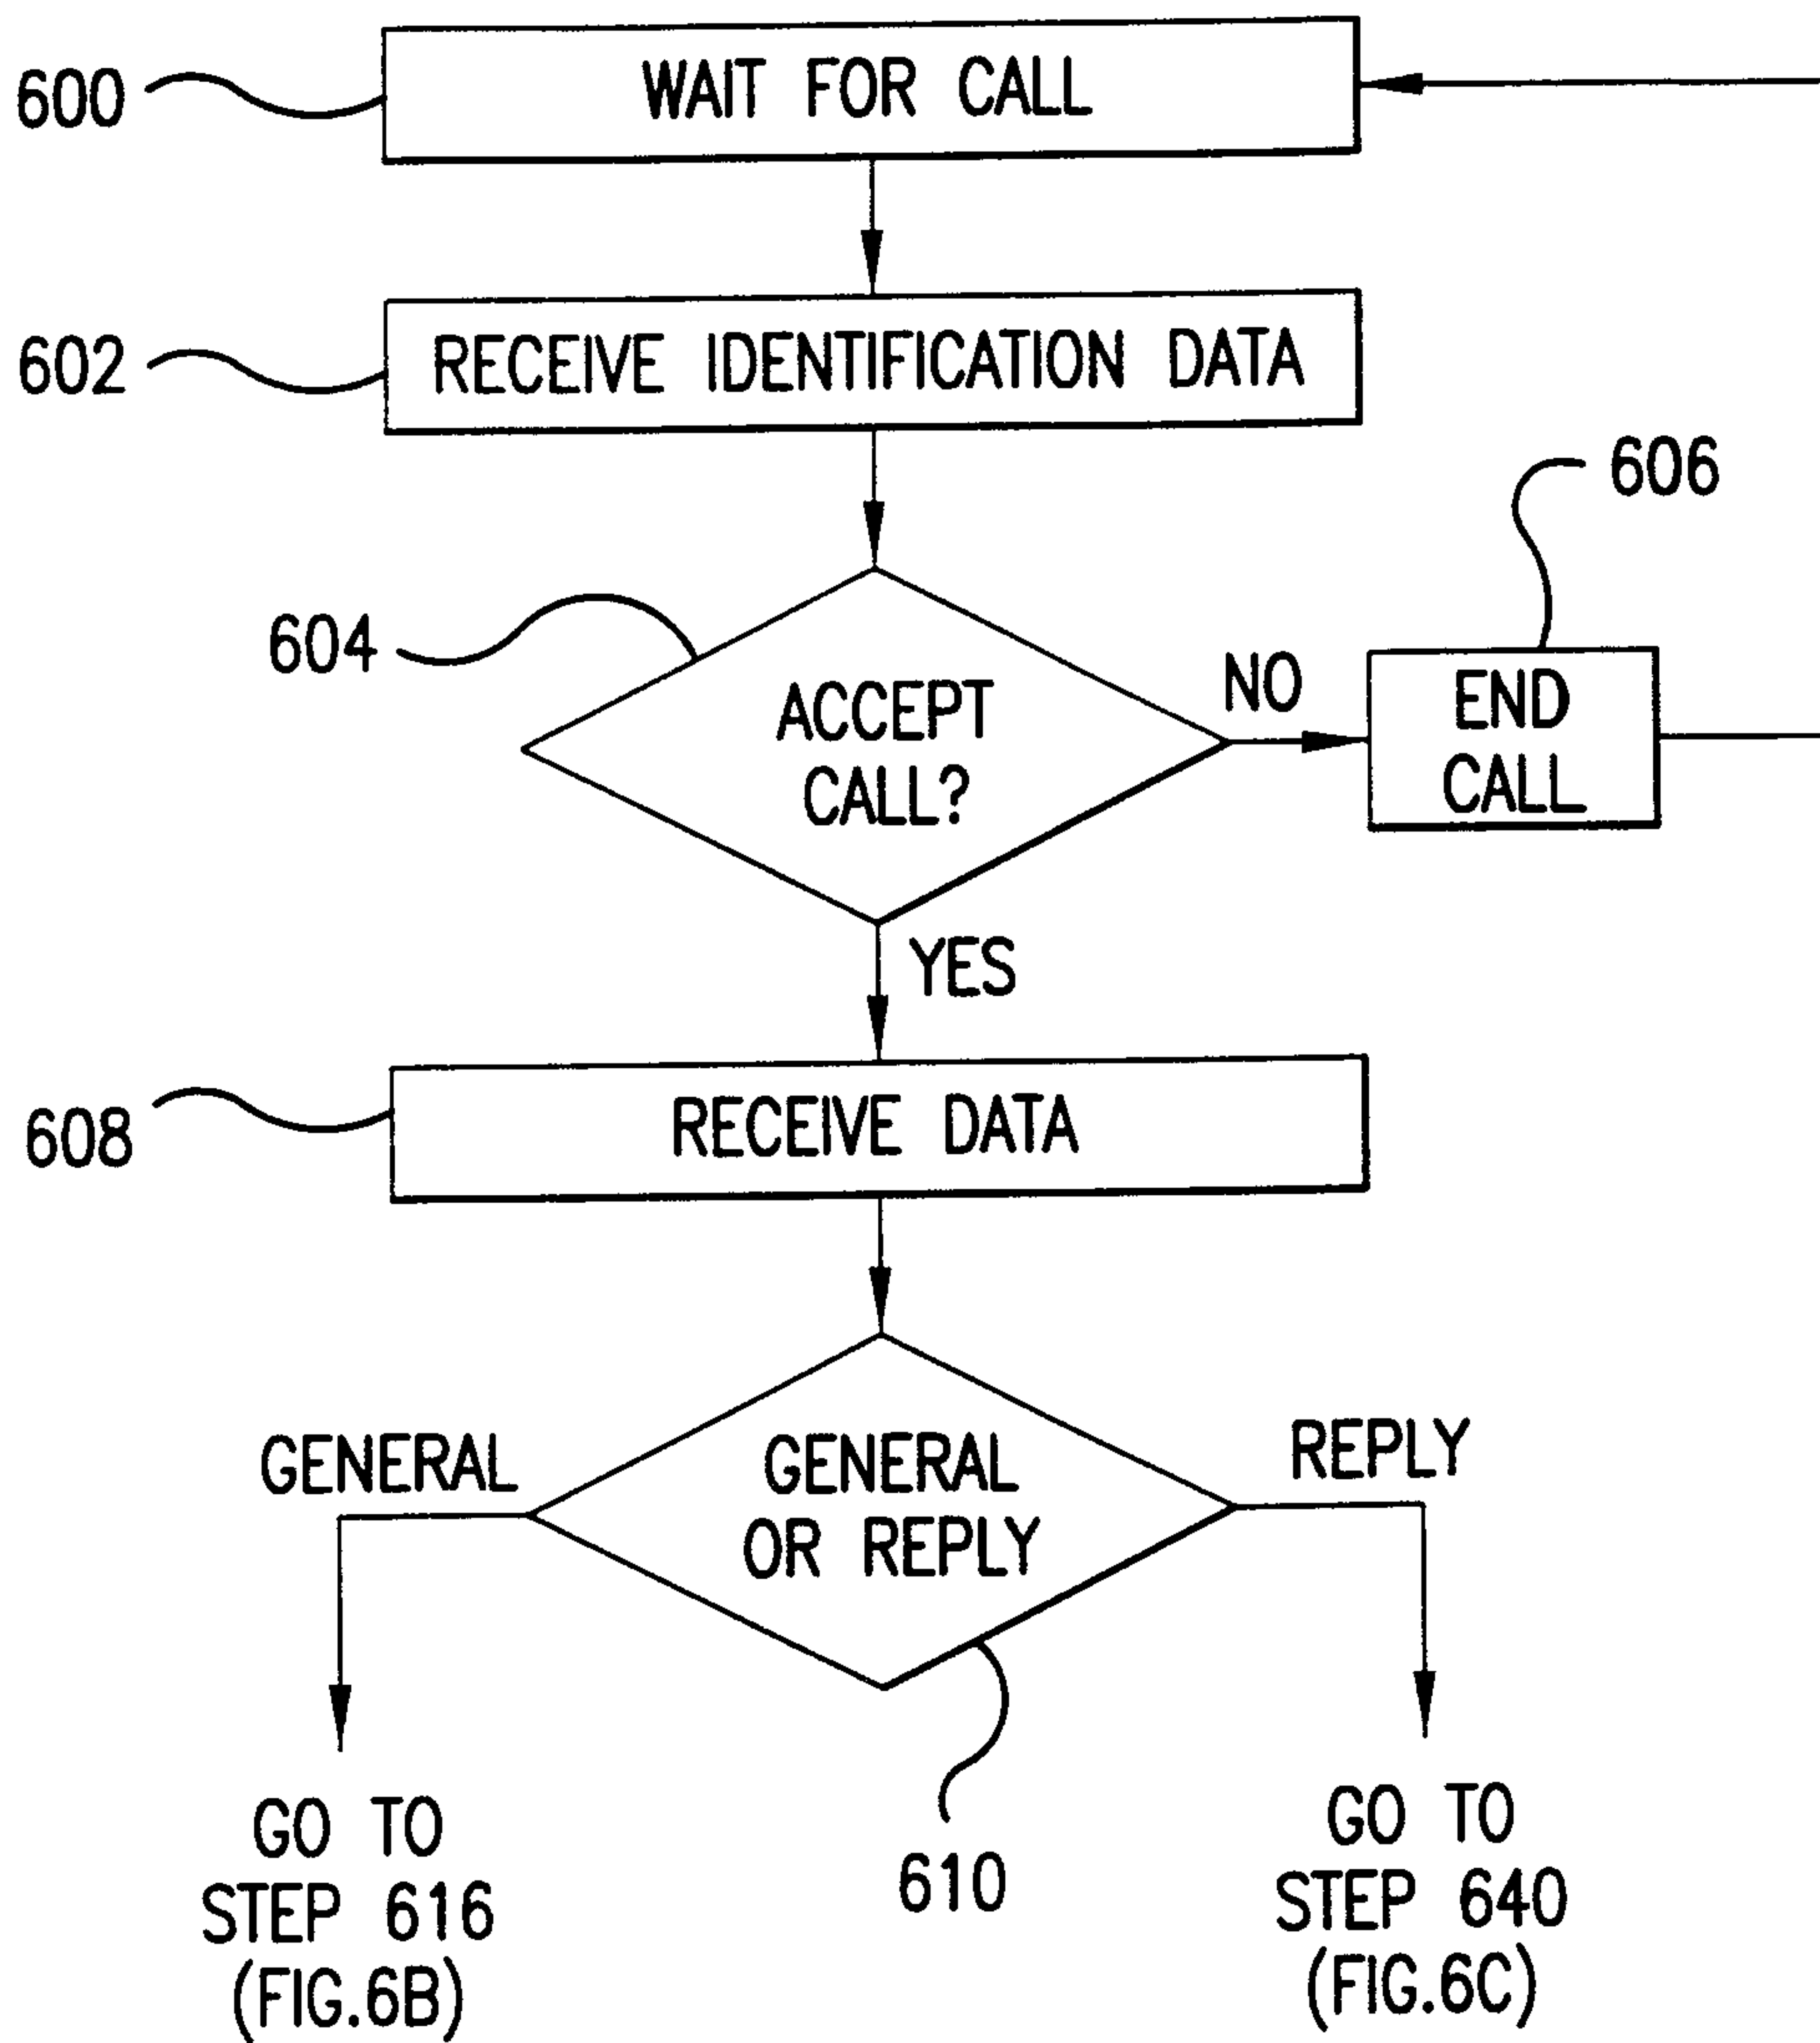 600
WAIT FOR CALL
602
RECEIVE IDENTIFICATION DATA
606
604
ACCEPT
CALL?
NO
END
CALL
YES
608
RECEIVE DATA
GENERAL
GENERAL
OR REPLY
REPLY
610
GO TO
STEP 616
(FIG.6B)
GO TO
STEP 640
(FIG.6C)